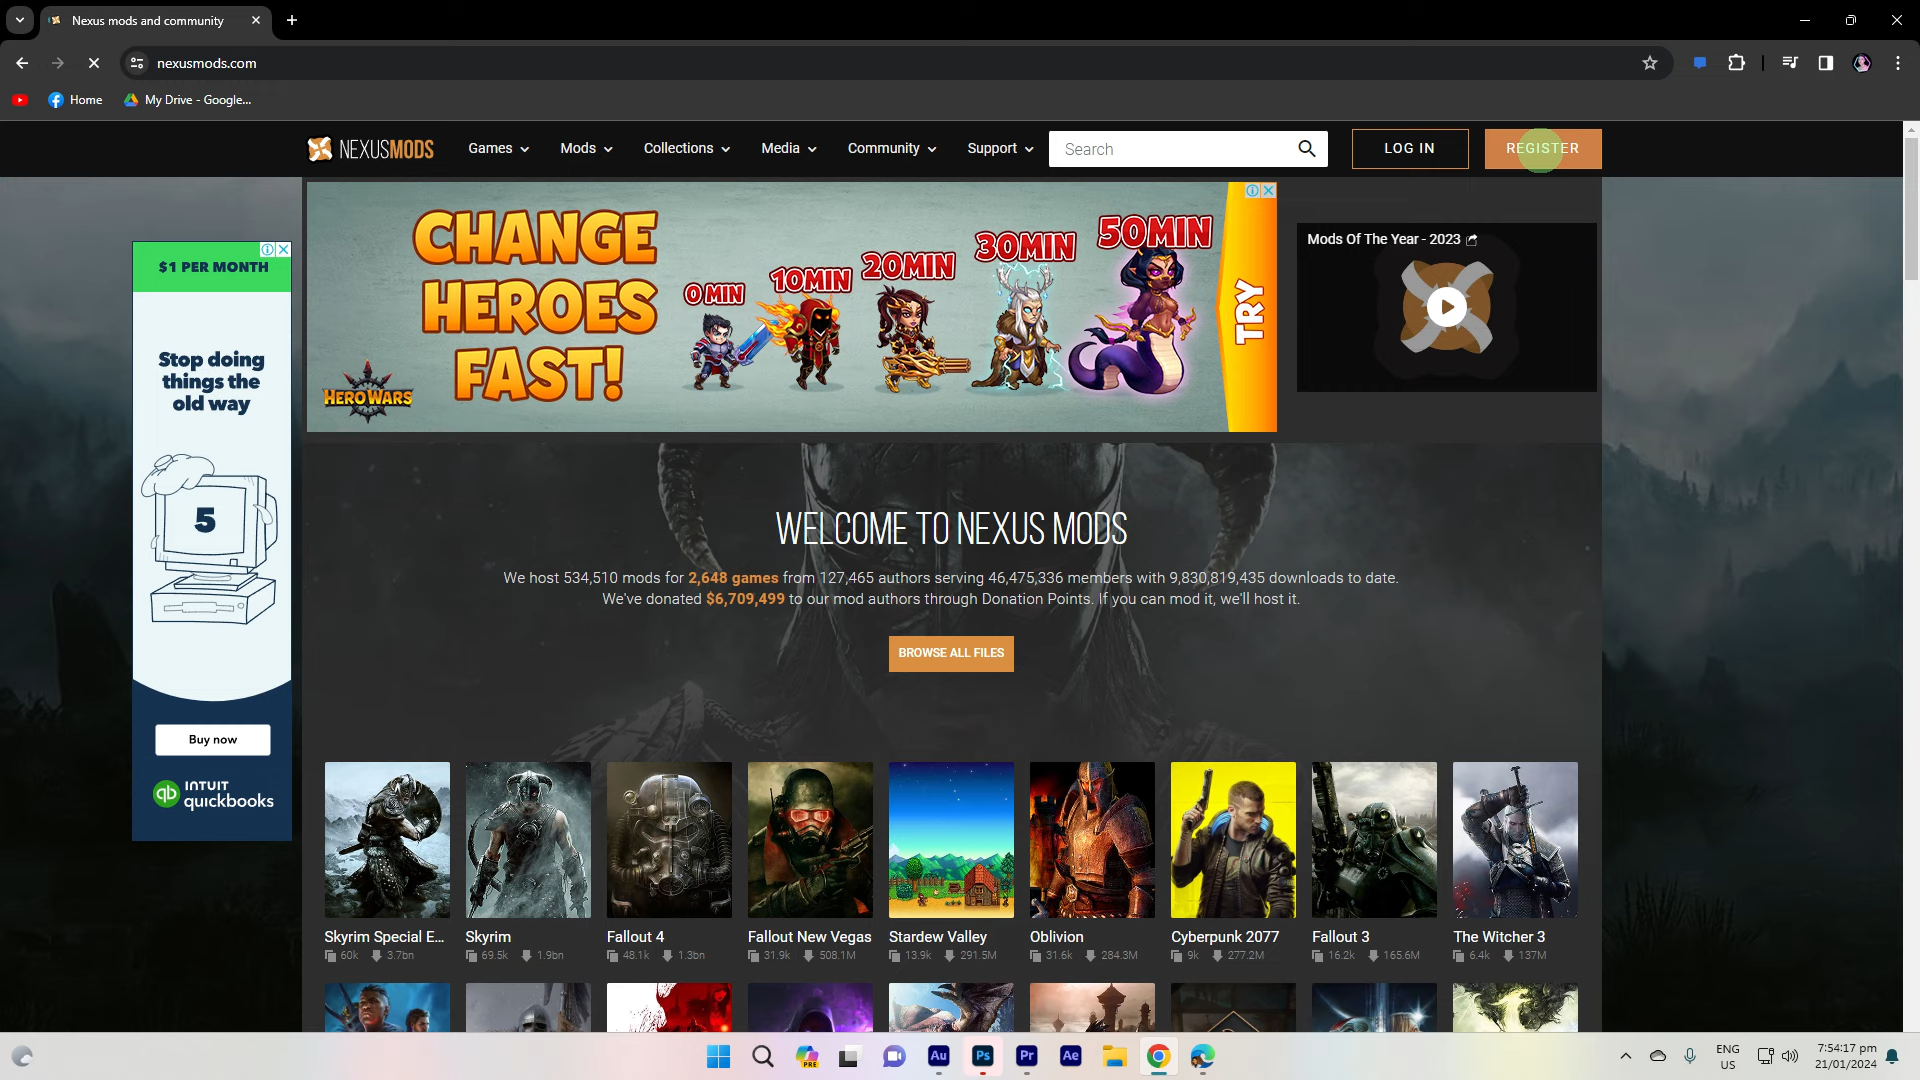 Nexus mods and community
nexusmods.com
Home
My Drive - Google...
NEXUSMODS
Games
Mods
Collections
Media
Community
Support
Search
LOG IN
REGISTER
$1 PER MONTH
Stop doing
things the
old way
5
Buy now
INTUIT
quickbooks
CHANGE
HEROES
FAST!
HERO WARS
0 MIN
10MIN
20MIN
30MIN
50MIN
TRY
Mods Of The Year - 2023
WELCOME TO NEXUS MODS
We host 534,510 mods for 2,648 games from 127,465 authors serving 46,475,336 members with 9,830,819,435 downloads to date.
We've donated $6,709,499 to our mod authors through Donation Points. If you can mod it, we'll host it.
BROWSE ALL FILES
Skyrim Special E...
60k 3.7bn
Skyrim
69.5k 1.9bn
Fallout 4
48.1k 1.3bn
Fallout New Vegas
31.9k 508.1M
Stardew Valley
13.9k 291.5M
Oblivion
31.6k 284.3M
Cyberpunk 2077
9k 277.2M
Fallout 3
16.2k 165.6M
The Witcher 3
6.4k 137M
PRE
Au
Ps
Pr
Ae
ENG
US
7:54:17 pm
21/01/2024